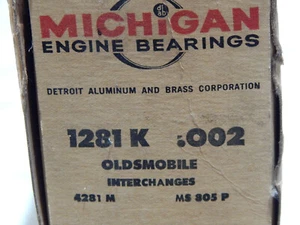 MICHIGAN
ENGINE BEARINGS
DETROIT ALUMINUM AND BRASS CORPORATION
1281 K .002
OLDSMOBILE
INTERCHANGES
4281 M MS 805 P